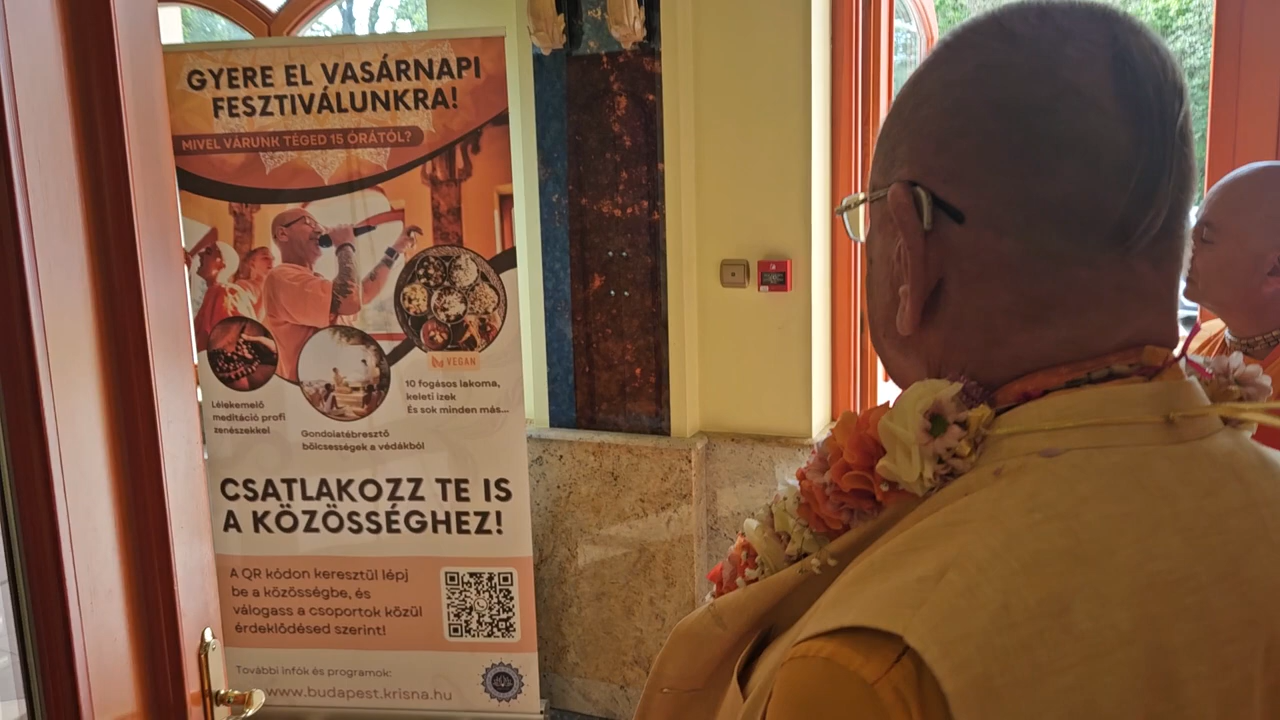 GYERE EL VASÁRNAPI
FESZTIVÁLUNKRA!
MIVEL VÁRUNK TÉGED 15 ÓRÁTÓL?
VEGAN
10 fogásos lakoma,
keleti ízek
És sok minden más...
Lélekemelő
meditáció profi
zenészekkel
Gondolatébresztő
bölcsességek a védákból
CSATLAKOZZ TE IS
A KÖZÖSSÉGHEZ!
A QR kódon keresztül lépj
be a közösségbe, és
válogass a csoportok közül
érdeklődésed szerint!
További infók és programok:
www.budapest.krisna.hu